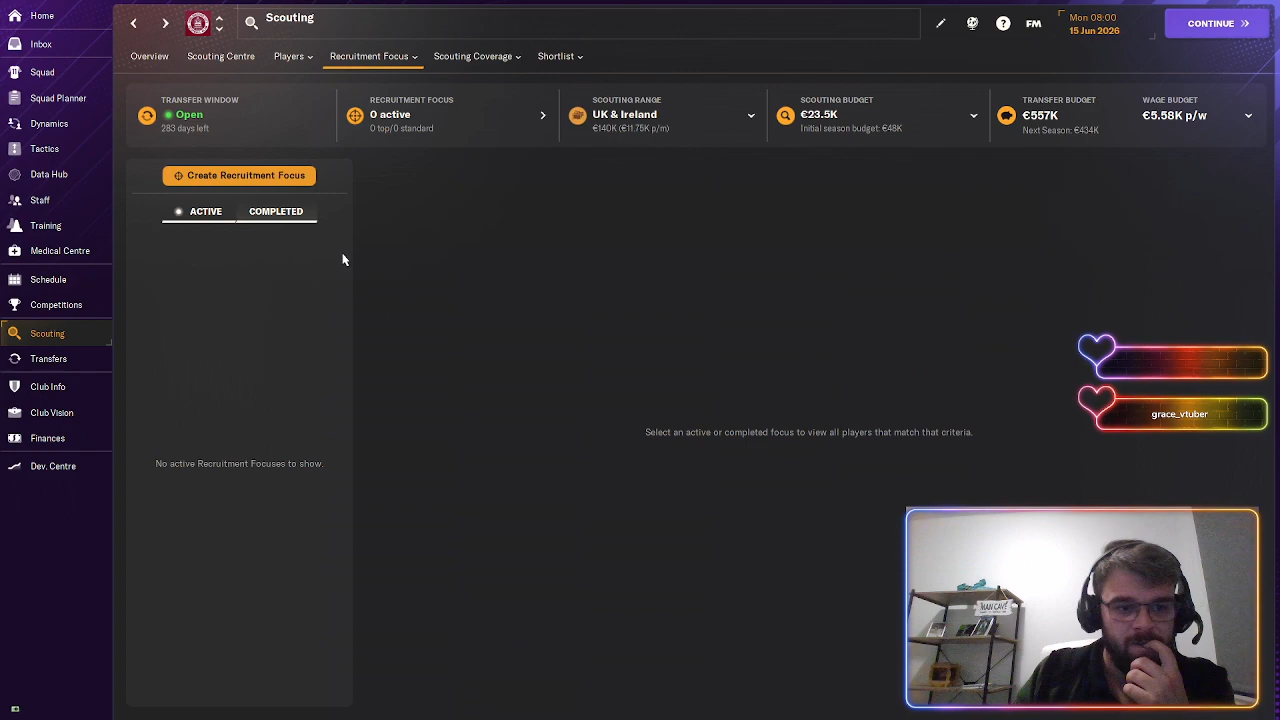 Home
Inbox
Squad
Squad Planner
Dynamics
Tactics
Data Hub
Staff
Training
Medical Centre
Schedule
Competitions
Scouting
Transfers
Club Info
Club Vision
Finances
Dev. Centre
Scouting
FM
Mon 08:00
15 Jun 2026
CONTINUE
Overview
Scouting Centre
Players
Recruitment Focus
Scouting Coverage
Shortlist
TRANSFER WINDOW
Open
283 days left
RECRUITMENT FOCUS
0 active
0 top/0 standard
SCOUTING RANGE
UK & Ireland
€140K (€11.75K p/m)
SCOUTING BUDGET
€23.5K
Initial season budget: €48K
TRANSFER BUDGET
€557K
Next Season: €434K
WAGE BUDGET
€5.58K p/w
Create Recruitment Focus
ACTIVE
COMPLETED
No active Recruitment Focuses to show.
Select an active or completed focus to view all players that match that criteria.
grace_vtuber
MAN CAVE